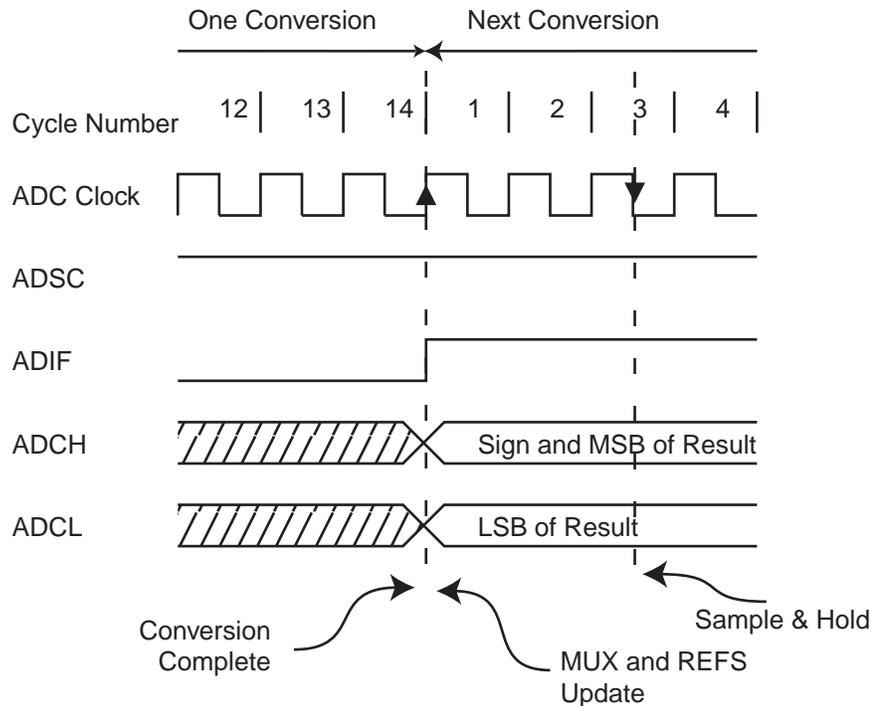 One Conversion Next Conversion
Cycle Number 12 13 14 1 2 3 4
ADC Clock
ADSC
ADIF
ADCH Sign and MSB of Result
ADCL LSB of Result
Sample & Hold
Conversion
Complete
MUX and REFS
Update